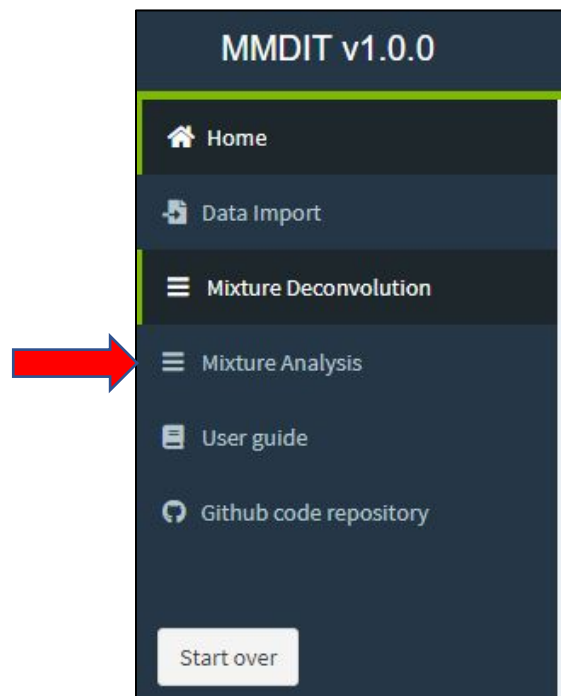 MMDIT v1.0.0
Home
Data Import
Mixture Deconvolution
Mixture Analysis
User guide
Github code repository
Start over